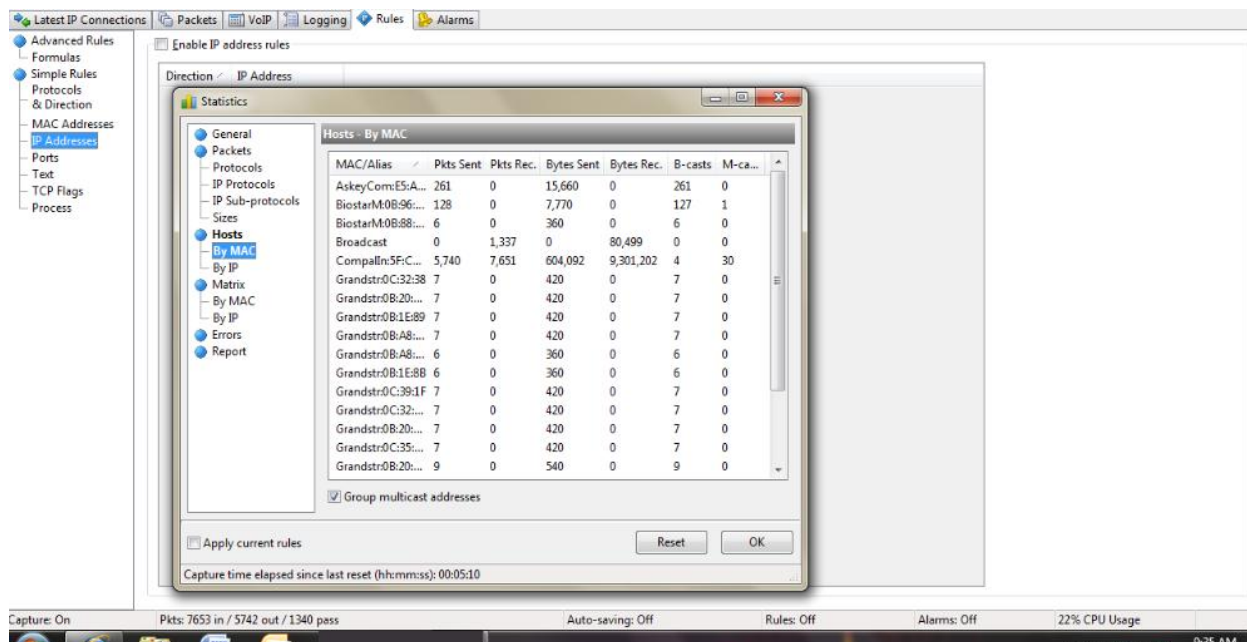 Latest IP Connections Packets VoIP Logging Rules Alarms
Advanced Rules
Formulas
Simple Rules
Protocols
& Direction
MAC Addresses
IP Addresses
Ports
Text
TCP Flags
Process
Enable IP address rules
Direction IP Address
Statistics
General
Packets
Protocols
IP Protocols
IP Sub-protocols
Sizes
Hosts
By MAC
By IP
Matrix
By MAC
By IP
Errors
Report
Hosts - By MAC
MAC/Alias Pkts Sent Pkts Rec. Bytes Sent Bytes Rec. B-casts M-ca...
AskeyCom:E5:A... 261 0 15,660 0 261 0
BiostarM:0B:96:... 128 0 7,770 0 127 1
BiostarM:0B:88:... 6 0 360 0 6 0
Broadcast 0 1,337 0 80,499 0 0
CompalIn:5F:C... 5,740 7,651 604,092 9,301,202 4 30
Grandstr:0C:32:38 7 0 420 0 7 0
Grandstr:0B:20:... 7 0 420 0 7 0
Grandstr:0B:1E:89 7 0 420 0 7 0
Grandstr:0B:A8:... 7 0 420 0 7 0
Grandstr:0B:A8:... 6 0 360 0 6 0
Grandstr:0B:1E:8B 6 0 360 0 6 0
Grandstr:0C:39:1F 7 0 420 0 7 0
Grandstr:0C:32:... 7 0 420 0 7 0
Grandstr:0B:20:... 7 0 420 0 7 0
Grandstr:0C:35:... 7 0 420 0 7 0
Grandstr:0B:20:... 9 0 540 0 9 0
Group multicast addresses
Apply current rules
Reset OK
Capture time elapsed since last reset (hh:mm:ss): 00:05:10
Capture: On Pkts: 7653 in / 5742 out / 1340 pass Auto-saving: Off Rules: Off Alarms: Off 22% CPU Usage
9:35 AM